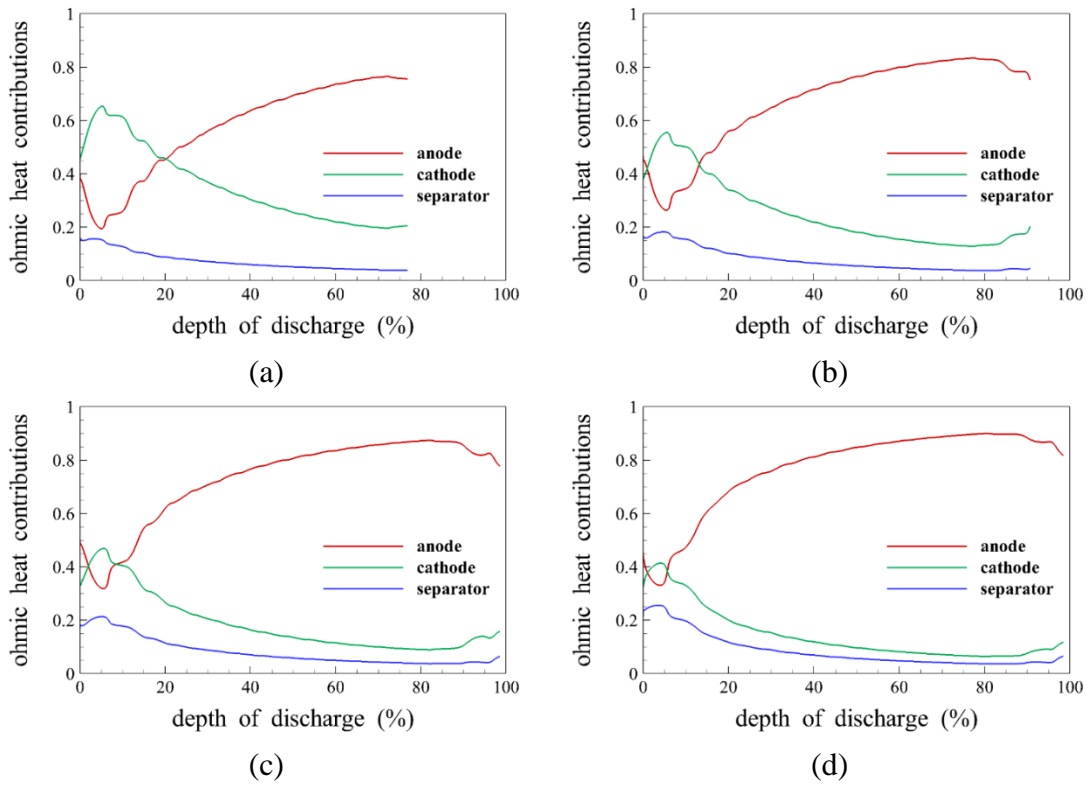 1
0.8
0.6
0.4
0.2
0
ohmic heat contributions
anode
cathode
separator
0 20 40 60 80 100
depth of discharge (%)
(a)
1
0.8
0.6
0.4
0.2
0
ohmic heat contributions
anode
cathode
separator
0 20 40 60 80 100
depth of discharge (%)
(b)
1
0.8
0.6
0.4
0.2
0
ohmic heat contributions
anode
cathode
separator
0 20 40 60 80 100
depth of discharge (%)
(c)
1
0.8
0.6
0.4
0.2
0
ohmic heat contributions
anode
cathode
separator
0 20 40 60 80 100
depth of discharge (%)
(d)